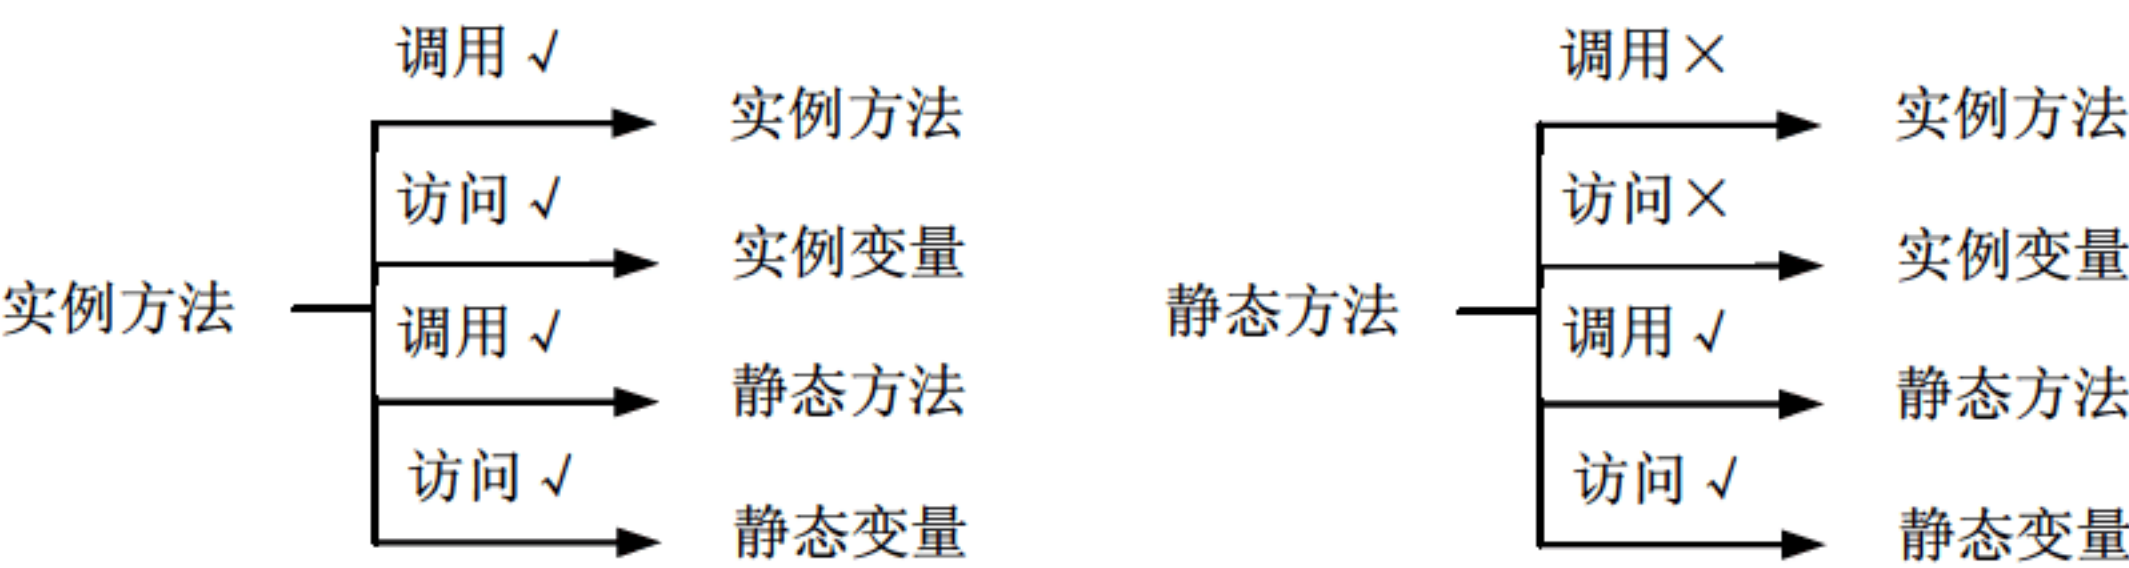 调用√
实例方法
访问√
实例变量
实例方法
调用√
静态方法
访问√
静态变量
调用×
实例方法
访问×
实例变量
静态方法
调用√
静态方法
访问√
静态变量